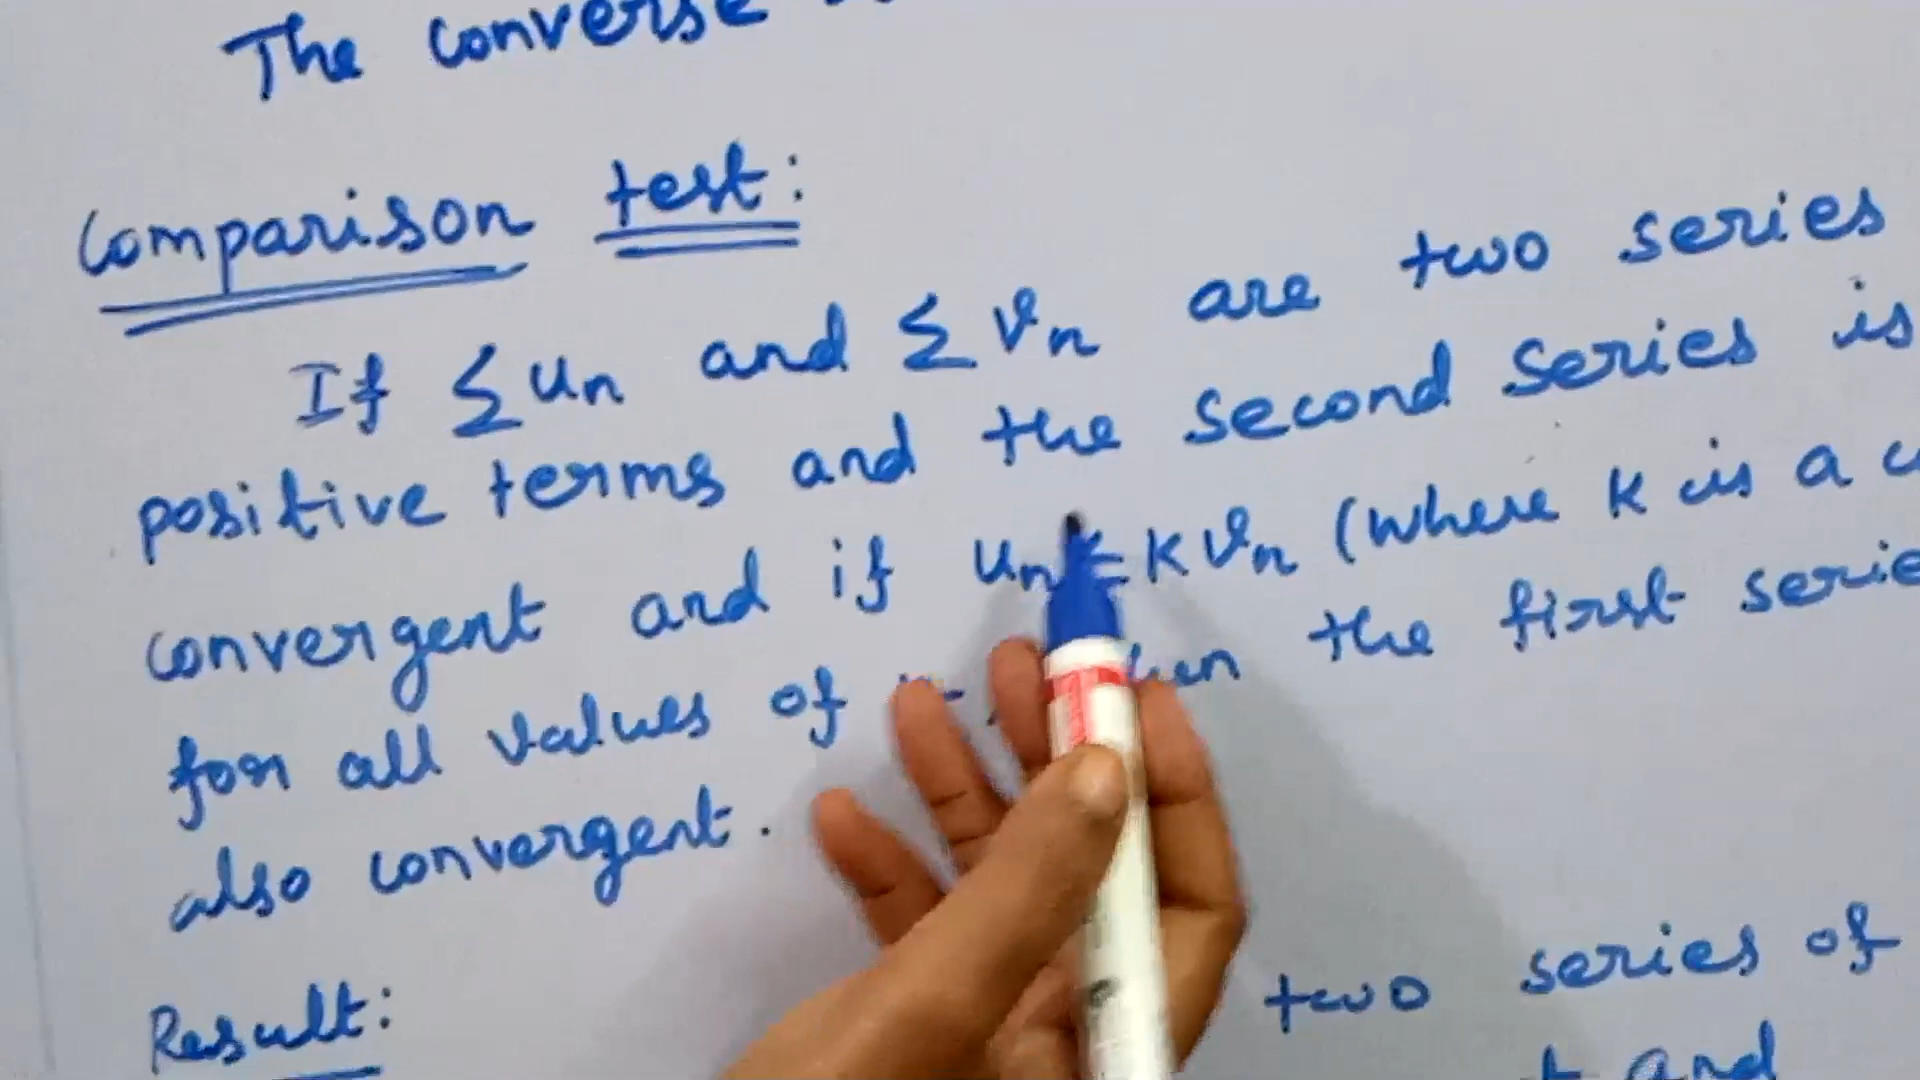 The converse
Comparison test:
If Σun and Σvn are two series
positive terms and the second series is
convergent and if un ≤ kvn (where k is a
for all values of then the first serie
also convergent.
Result:
two series of
and